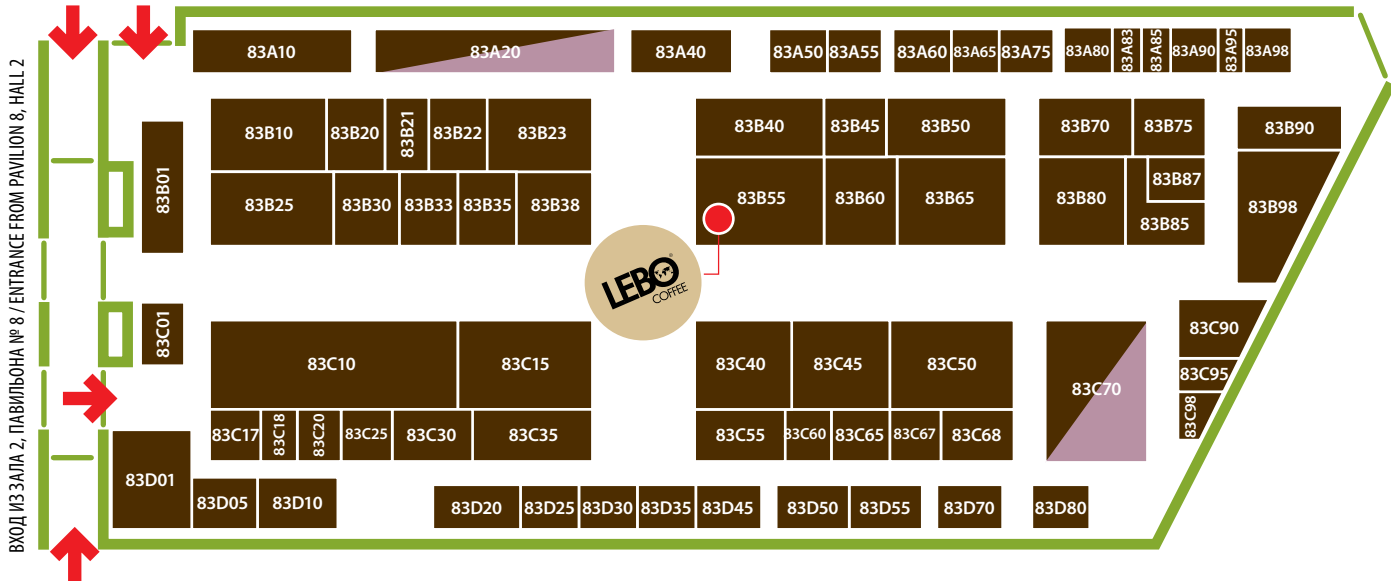 ВХОД ИЗ ЗАЛА 2, ПАВИЛЬОНА № 8 / ENTRANCE FROM PAVILION 8, HALL 2
83A10
83A20
83A40
83A50
83A55
83A60
83A65
83A75
83A80
83A83
83A85
83A90
83A95
83A98
83B01
83B10
83B20
83B21
83B22
83B23
83B25
83B30
83B33
83B35
83B38
83B40
83B45
83B50
83B55
83B60
83B65
83B70
83B75
83B80
83B87
83B85
83B90
83B98
LEBO®
COFFEE
83C01
83C10
83C15
83C17
83C18
83C20
83C25
83C30
83C35
83C40
83C45
83C50
83C55
83C60
83C65
83C67
83C68
83C70
83C90
83C95
83C98
83D01
83D05
83D10
83D20
83D25
83D30
83D35
83D45
83D50
83D55
83D70
83D80